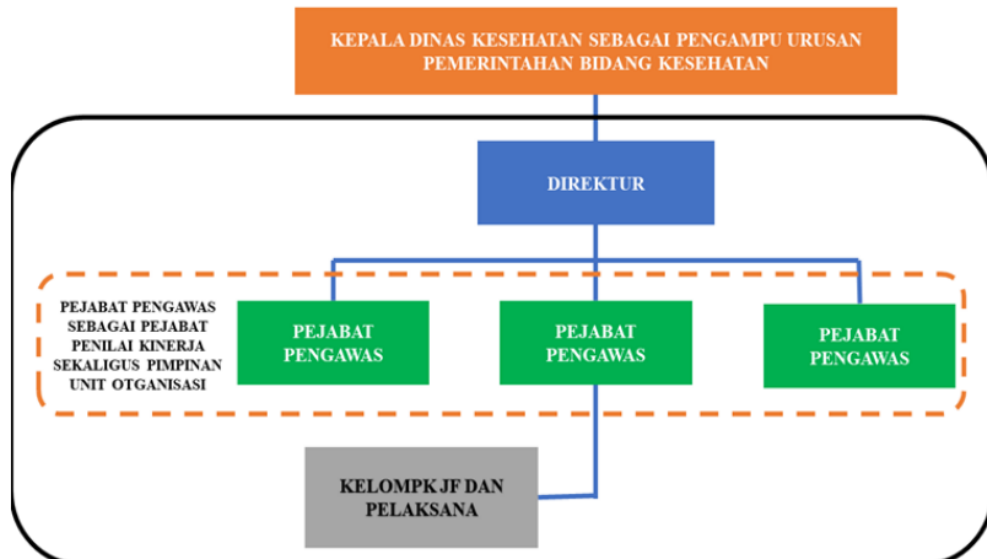 KEPALA DINAS KESEHATAN SEBAGAI PENGAMPU URUSAN
PEMERINTAHAN BIDANG KESEHATAN
DIREKTUR
PEJABAT PENGAWAS
SEBAGAI PEJABAT
PENILAI KINERJA
SEKALIGUS PIMPINAN
UNIT OTGANISASI
PEJABAT
PENGAWAS
PEJABAT
PENGAWAS
PEJABAT
PENGAWAS
KELOMPK JF DAN
PELAKSANA